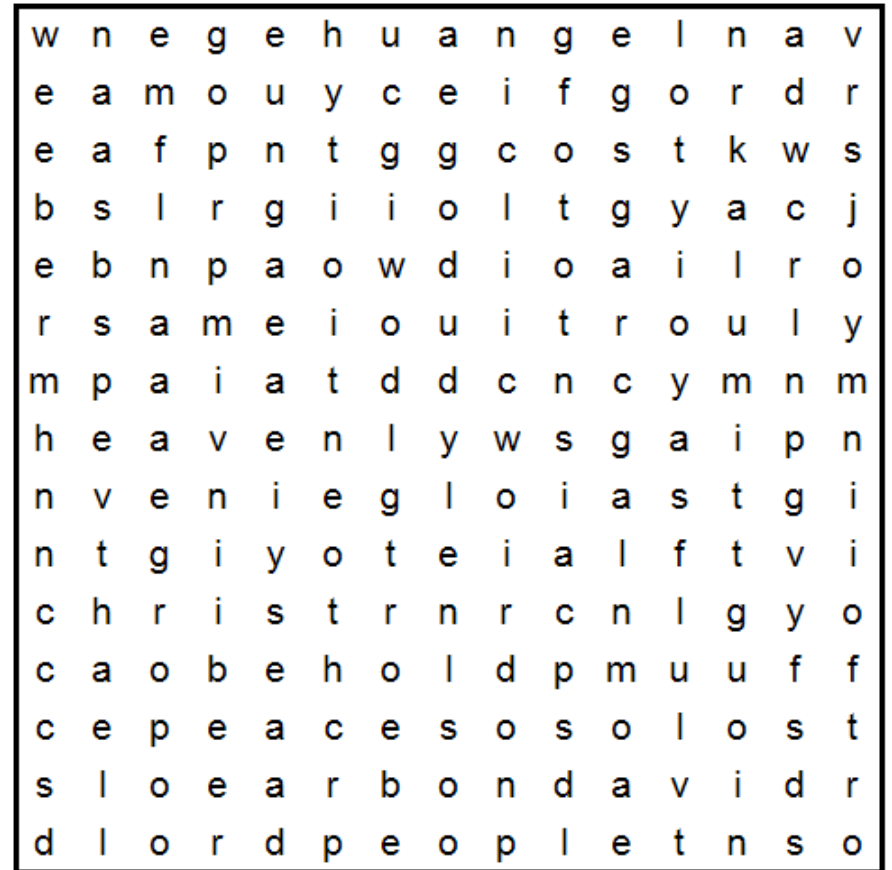 w n e g e h u a n g e l n a v
e a m o u y c e i f g o r d r
e a f p n t g g c o s t k w s
b s l r g i i o l t g y a c j
e b n p a o w d i o a i l r o
r s a m e i o u i t r o u l y
m p a i a t d d c n c y m n m
h e a v e n l y w s g a i p n
n v e n i e g l o i a s t g i
n t g i y o t e i a l f t v i
c h r i s t r n r c n l g y o
c a o b e h o l d p m u u f f
c e p e a c e s o s o l o s t
s l o e a r b o n d a v i d r
d l o r d p e o p l e t n s o